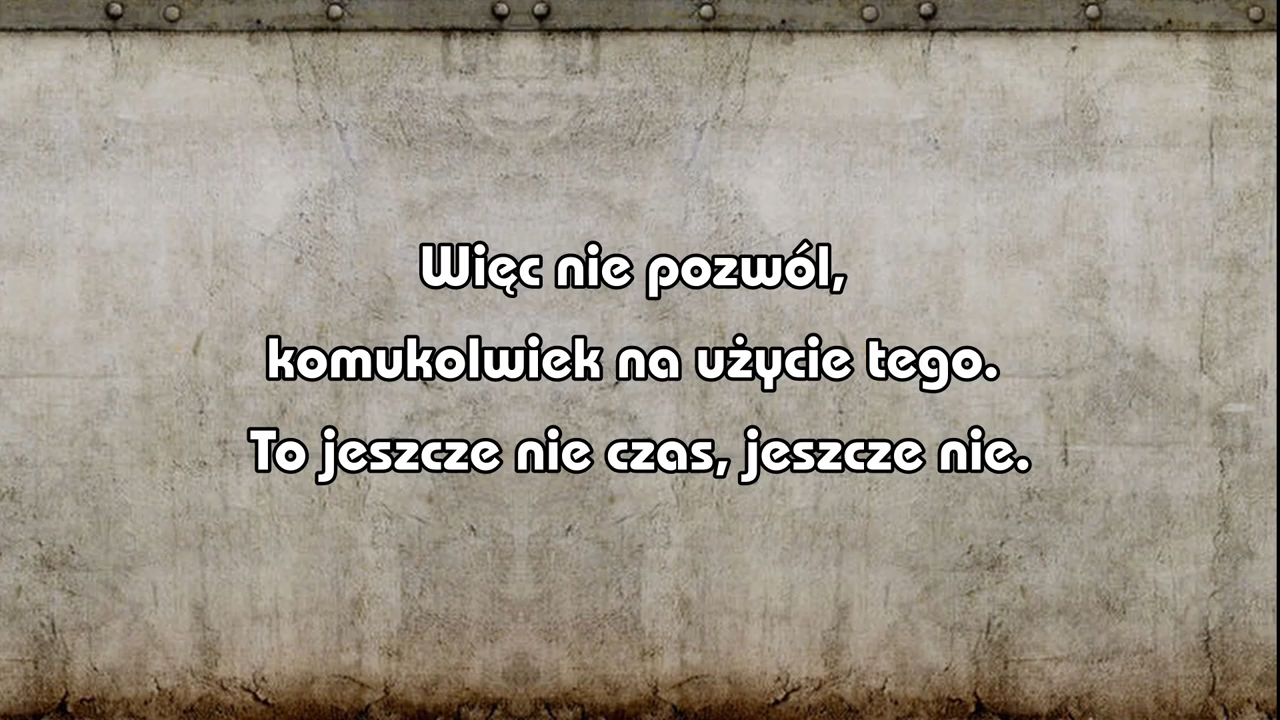 Więc nie pozwól,
komukolwiek na użycie tego.
To jeszcze nie czas, jeszcze nie.